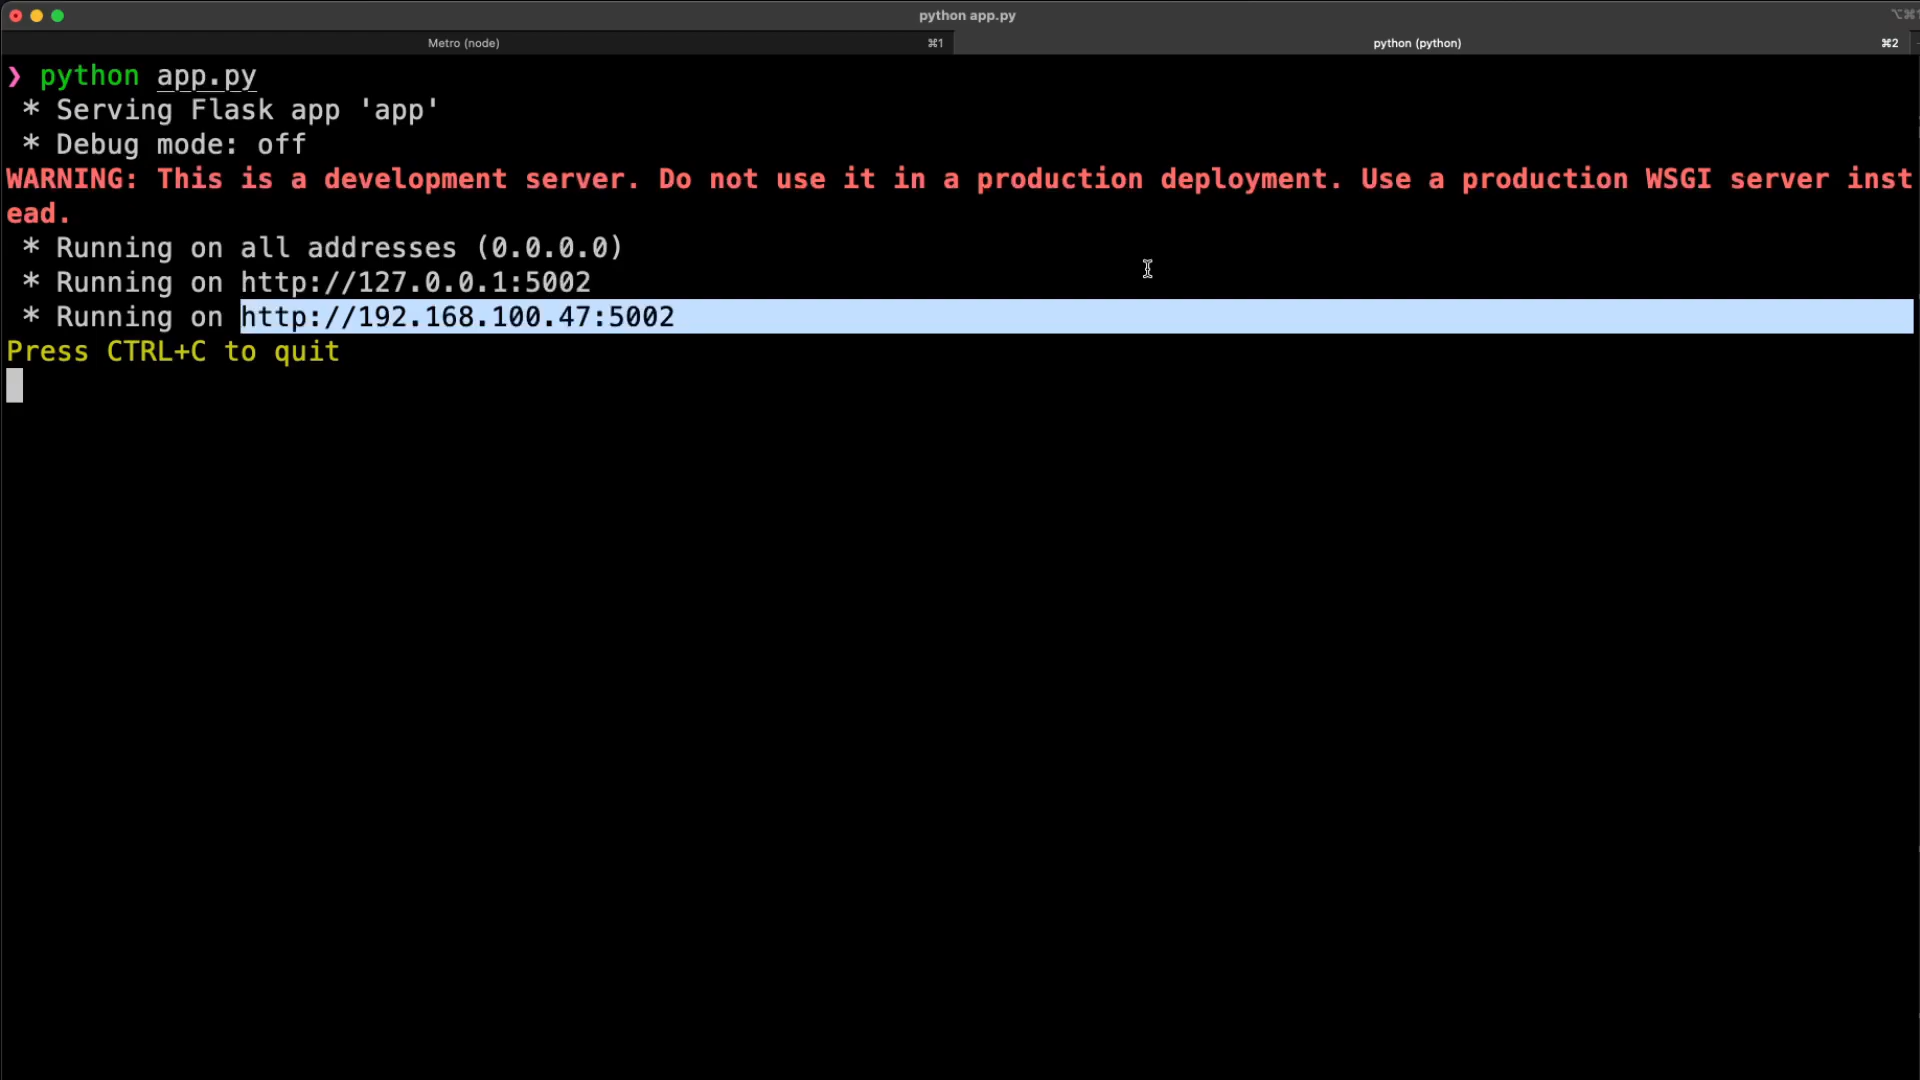 python app.py
Metro (node) ⌘1 python (python) ⌘2
❯ python app.py
* Serving Flask app 'app'
* Debug mode: off
WARNING: This is a development server. Do not use it in a production deployment. Use a production WSGI server inst
ead.
* Running on all addresses (0.0.0.0)
* Running on http://127.0.0.1:5002
* Running on http://192.168.100.47:5002
Press CTRL+C to quit